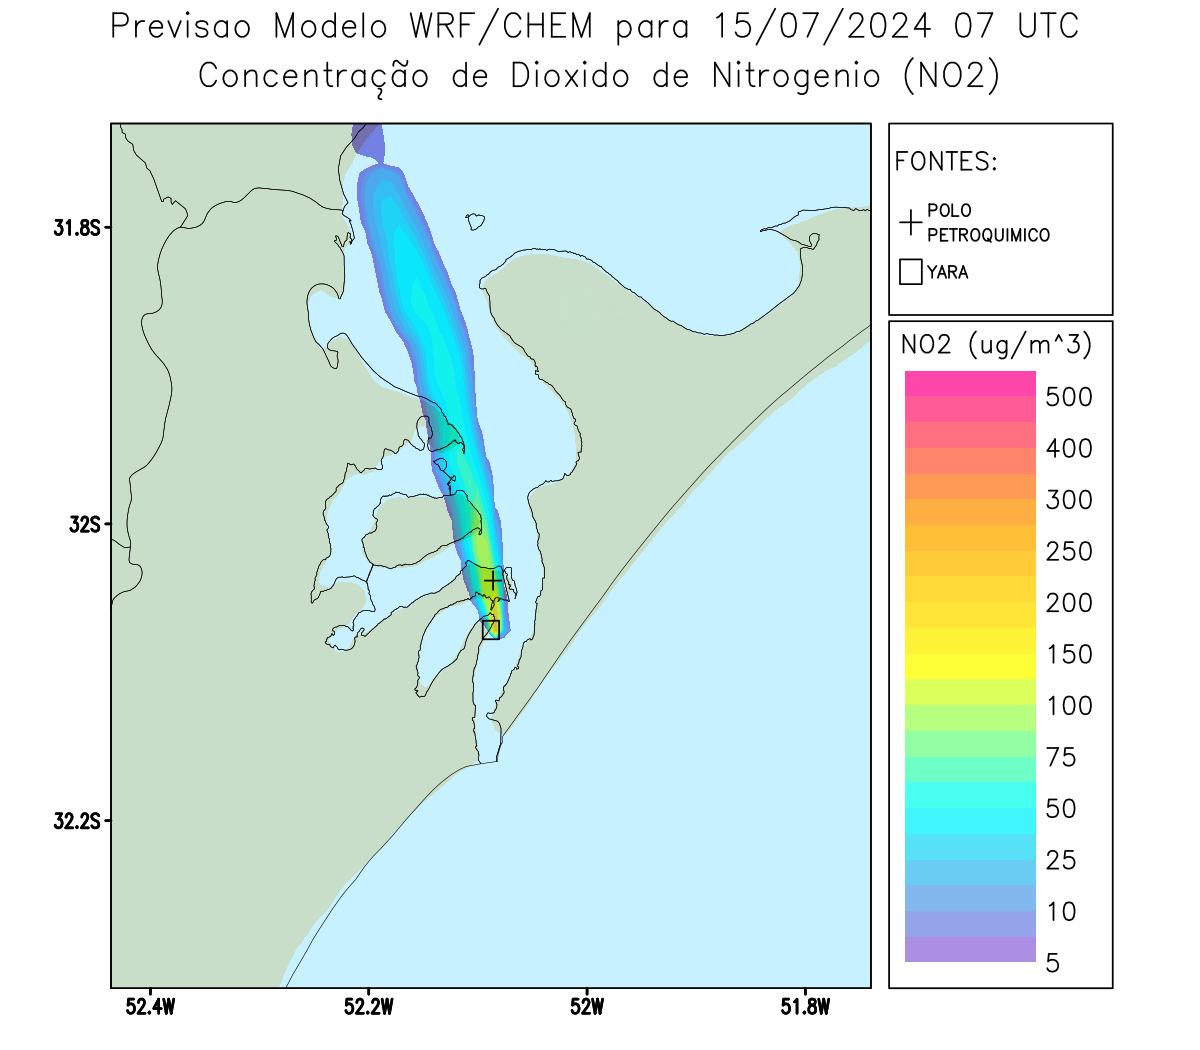 Previsao Modelo WRF/CHEM para 15/07/2024 07 UTC
Concentração de Dioxido de Nitrogenio (NO2)
FONTES:
POLO
PETROQUIMICO
YARA
31.8S
32S
32.2S
52.4W
52.2W
52W
51.8W
NO2 (ug/m^3)
500
400
300
250
200
150
100
75
50
25
10
5